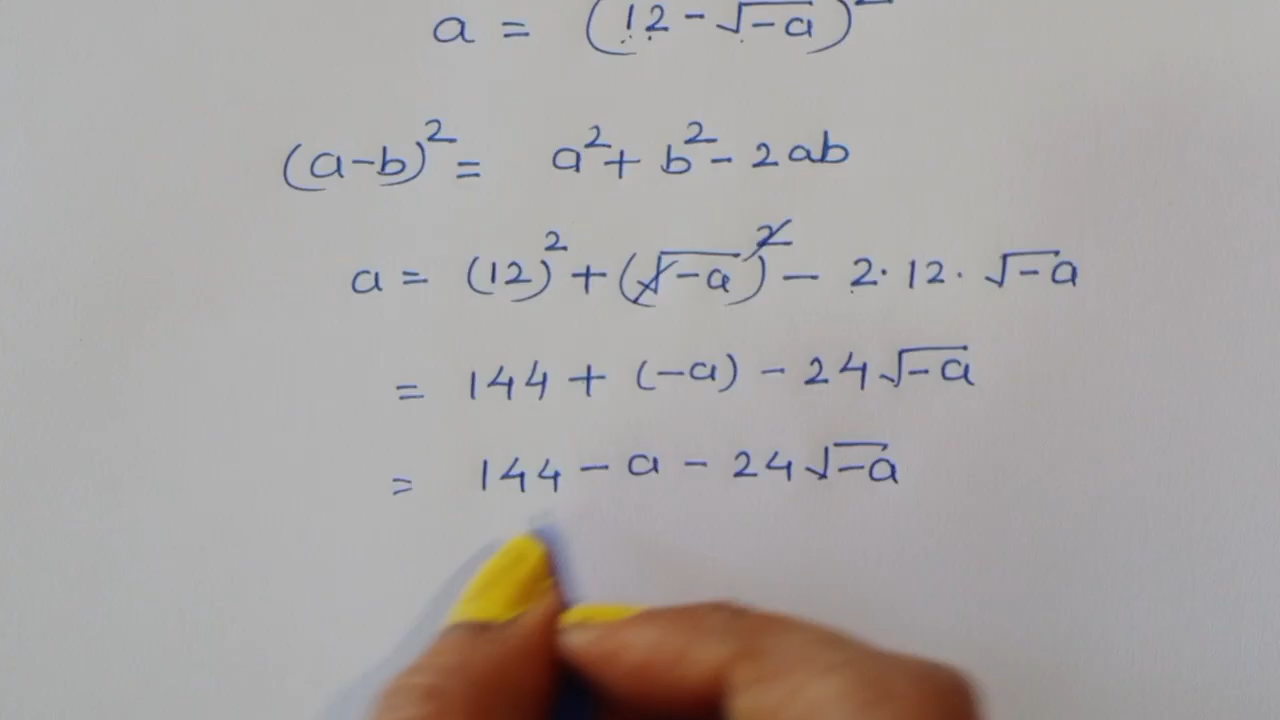 a = (12 - √-a)²
(a-b)² = a² + b² - 2ab
a = (12)² + (√-a)² - 2·12·√-a
= 144 + (-a) - 24√-a
= 144 - a - 24√-a